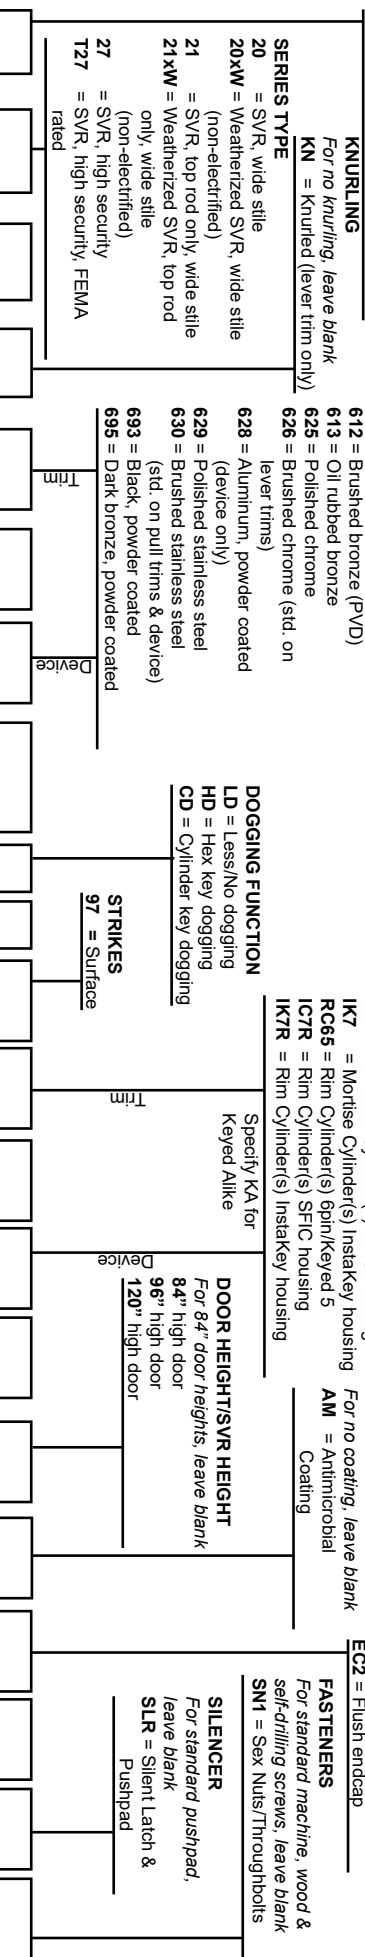 KNURLING
For no knurling, leave blank
KN = Knurled (lever trim only)
SERIES TYPE
20 = SVR, wide stile
20xW = Weatherized SVR, wide stile
(non-electrified)
21 = SVR, top rod only, wide stile
21xW = Weatherized SVR, top rod
only, wide stile
(non-electrified)
27 = SVR, high security
T27 = SVR, high security, FEMA
rated
612 = Brushed bronze (PVD)
613 = Oil rubbed bronze
625 = Polished chrome
626 = Brushed chrome (std. on
lever trims)
628 = Aluminum, powder coated
(device only)
629 = Polished stainless steel
630 = Brushed stainless steel
(std. on pull trims & device)
693 = Black, powder coated
695 = Dark bronze, powder coated
Trim
Device
DOGGING FUNCTION
LD = Less/No dogging
HD = Hex key dogging
CD = Cylinder key dogging
STRIKES
97 = Surface
IK7 = Mortise Cylinder(s) InstaKey housing
RC65 = Rim Cylinder(s) 6pin/Keyed 5
IC7R = Rim Cylinder(s) SFIC housing
IK7R = Rim Cylinder(s) InstaKey housing
Specify KA for
Keyed Alike
Trim
Device
DOOR HEIGHT/SVR HEIGHT
For 84” door heights, leave blank
84” high door
96” high door
120” high door
For no coating, leave blank
AM = Antimicrobial
Coating
EC2 = Flush endcap
FASTENERS
For standard machine, wood &
self-drilling screws, leave blank
SN1 = Sex Nuts/Throughbolts
SILENCER
For standard pushpad,
leave blank
SLR = Silent Latch &
Pushpad